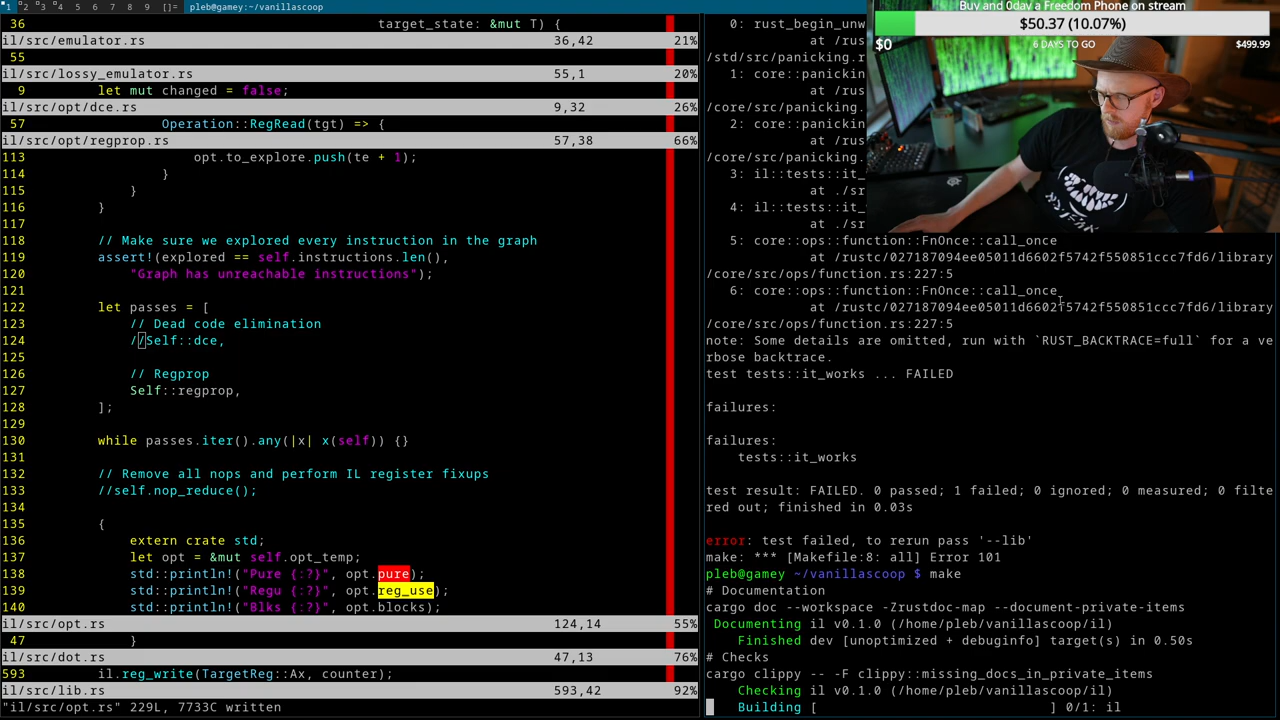 1 2 3 4 5 6 7 8 9 []= pleb@gamey:~/vanillascoop
36 target_state: &mut T) {
il/src/emulator.rs 36,42 21%
55
il/src/lossy_emulator.rs 55,1 20%
9 let mut changed = false;
il/src/opt/dce.rs 9,32 26%
57 Operation::RegRead(tgt) => {
il/src/opt/regprop.rs 57,38 66%
113 opt.to_explore.push(te + 1);
114 }
115 }
116 }
117
118 // Make sure we explored every instruction in the graph
119 assert!(explored == self.instructions.len(),
120 "Graph has unreachable instructions");
121
122 let passes = [
123 // Dead code elimination
124 //Self::dce,
125
126 // Regprop
127 Self::regprop,
128 ];
129
130 while passes.iter().any(|x| x(self)) {}
131
132 // Remove all nops and perform IL register fixups
133 //self.nop_reduce();
134
135 {
136 extern crate std;
137 let opt = &mut self.opt_temp;
138 std::println!("Pure {:?}", opt.pure);
139 std::println!("Regu {:?}", opt.reg_use);
140 std::println!("Blks {:?}", opt.blocks);
il/src/opt.rs 124,14 55%
47 }
il/src/dot.rs 47,13 76%
593 il.reg_write(TargetReg::Ax, counter);
il/src/lib.rs 593,42 92%
"il/src/opt.rs" 229L, 7733C written
0: rust_begin_unw
at /rus
/std/src/panicking.r
1: core::panickin
at /rus
/core/src/panicking.
2: core::panickin
at /rus
/core/src/panicking.
3: il::tests::it_
at ./sr
4: il::tests::it_
at ./sr
5: core::ops::function::FnOnce::call_once
at /rustc/027187094ee05011d6602f5742f550851ccc7fd6/library
/core/src/ops/function.rs:227:5
6: core::ops::function::FnOnce::call_once
at /rustc/027187094ee05011d6602f5742f550851ccc7fd6/library
/core/src/ops/function.rs:227:5
note: Some details are omitted, run with `RUST_BACKTRACE=full` for a ve
rbose backtrace.
test tests::it_works ... FAILED
failures:
failures:
tests::it_works
test result: FAILED. 0 passed; 1 failed; 0 ignored; 0 measured; 0 filte
red out; finished in 0.03s
error: test failed, to rerun pass '--lib'
make: *** [Makefile:8: all] Error 101
pleb@gamey ~/vanillascoop $ make
# Documentation
cargo doc --workspace -Zrustdoc-map --document-private-items
Documenting il v0.1.0 (/home/pleb/vanillascoop/il)
Finished dev [unoptimized + debuginfo] target(s) in 0.50s
# Checks
cargo clippy -- -F clippy::missing_docs_in_private_items
Checking il v0.1.0 (/home/pleb/vanillascoop/il)
Building [ ] 0/1: il
Buy and 0day a Freedom Phone on stream
$50.37 (10.07%)
$0 6 DAYS TO GO $499.99